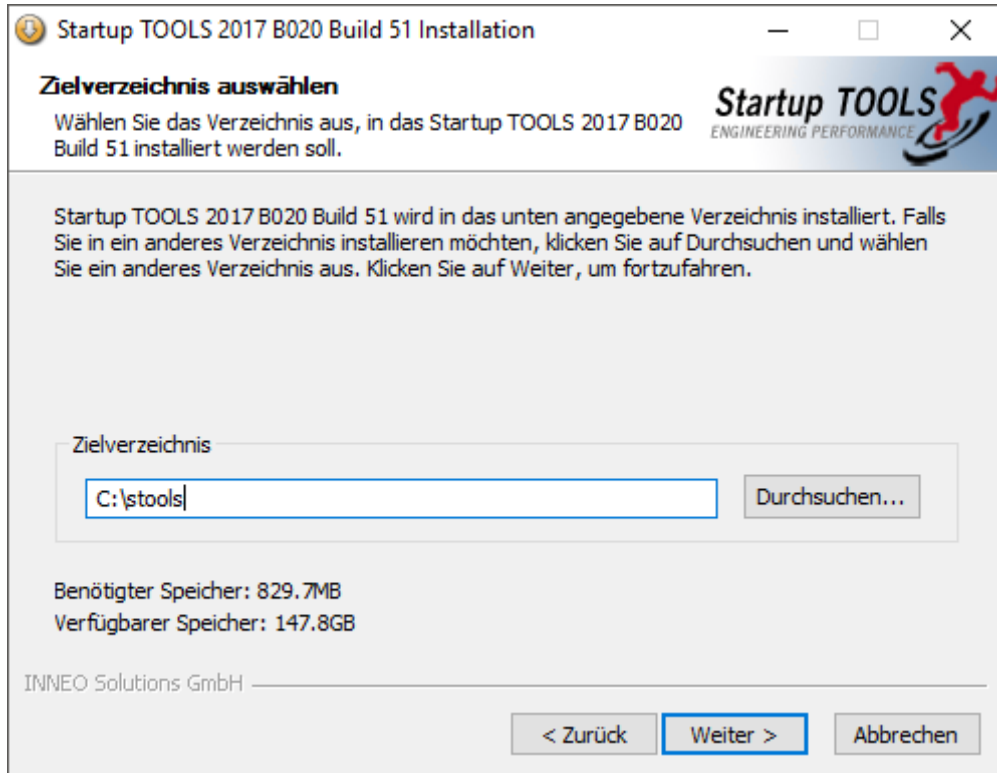 Startup TOOLS 2017 B020 Build 51 Installation
Zielverzeichnis auswählen
Wählen Sie das Verzeichnis aus, in das Startup TOOLS 2017 B020
Build 51 installiert werden soll.
Startup TOOLS
ENGINEERING PERFORMANCE
Startup TOOLS 2017 B020 Build 51 wird in das unten angegebene Verzeichnis installiert. Falls
Sie in ein anderes Verzeichnis installieren möchten, klicken Sie auf Durchsuchen und wählen
Sie ein anderes Verzeichnis aus. Klicken Sie auf Weiter, um fortzufahren.
Zielverzeichnis
C:\stools
Durchsuchen...
Benötigter Speicher: 829.7MB
Verfügbarer Speicher: 147.8GB
INNEO Solutions GmbH
< Zurück
Weiter >
Abbrechen